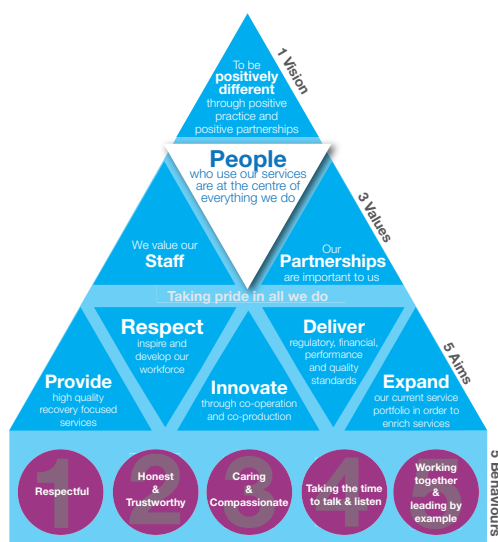 To be
positively
different
through positive
practice and
positive partnerships
1 Vision
People
who use our services
are at the centre of
everything we do
3 Values
We value our
Staff
Our
Partnerships
are important to us
Taking pride in all we do
Respect
inspire and
develop our
workforce
Deliver
regulatory, financial,
performance
and quality
standards
5 Aims
Provide
high quality
recovery focused
services
Innovate
through co-operation
and co-production
Expand
our current service
portfolio in order to
enrich services
5 Behaviours
1
Respectful
2
Honest
&
Trustworthy
3
Caring
&
Compassionate
4
Taking the time
to talk & listen
5
Working
together
&
leading by
example